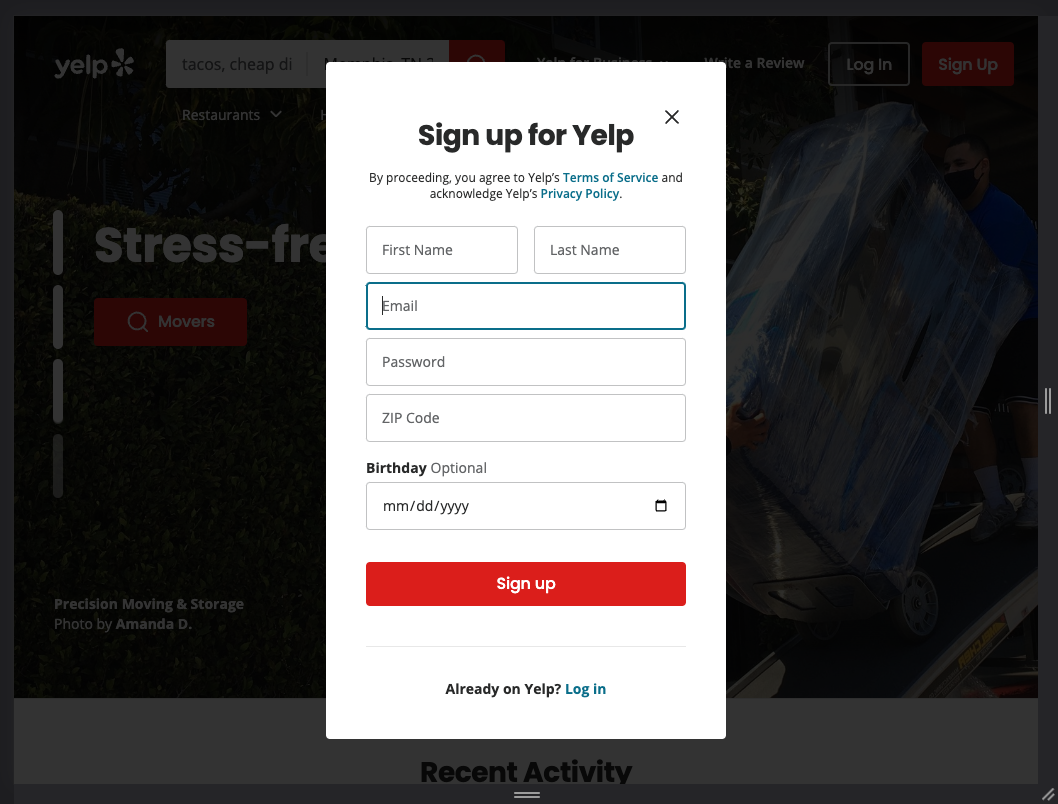 yelp
tacos, cheap di
Yelp for Business
Write a Review
Log In
Sign Up
Restaurants
Sign up for Yelp
By proceeding, you agree to Yelp's Terms of Service and
acknowledge Yelp's Privacy Policy.
First Name
Last Name
Stress-fre
Email
Movers
Password
ZIP Code
Birthday Optional
mm/dd/yyyy
Sign up
Precision Moving & Storage
Photo by Amanda D.
Already on Yelp? Log in
Recent Activity